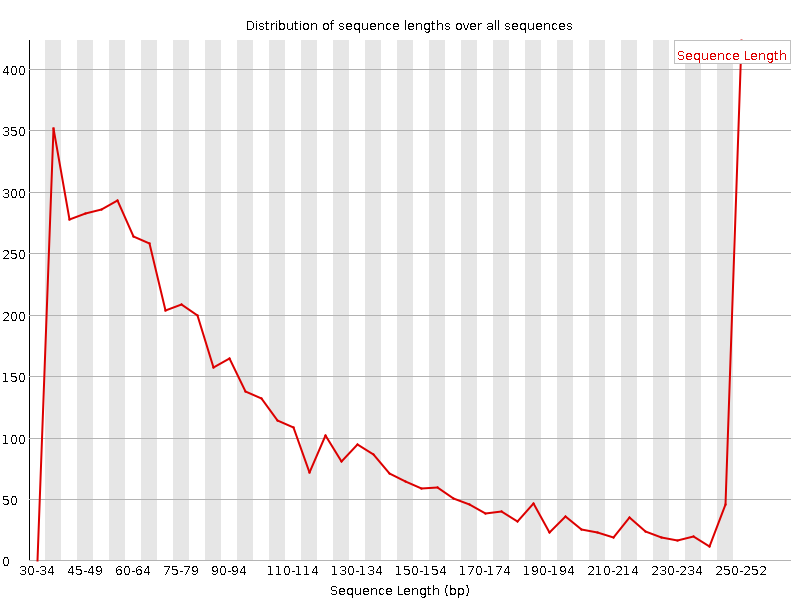 Distribution of sequence lengths over all sequences
Sequence Length
400
350
300
250
200
150
100
50
0
30-34 45-49 60-64 75-79 90-94 110-114 130-134 150-154 170-174 190-194 210-214 230-234 250-252
Sequence Length (bp)